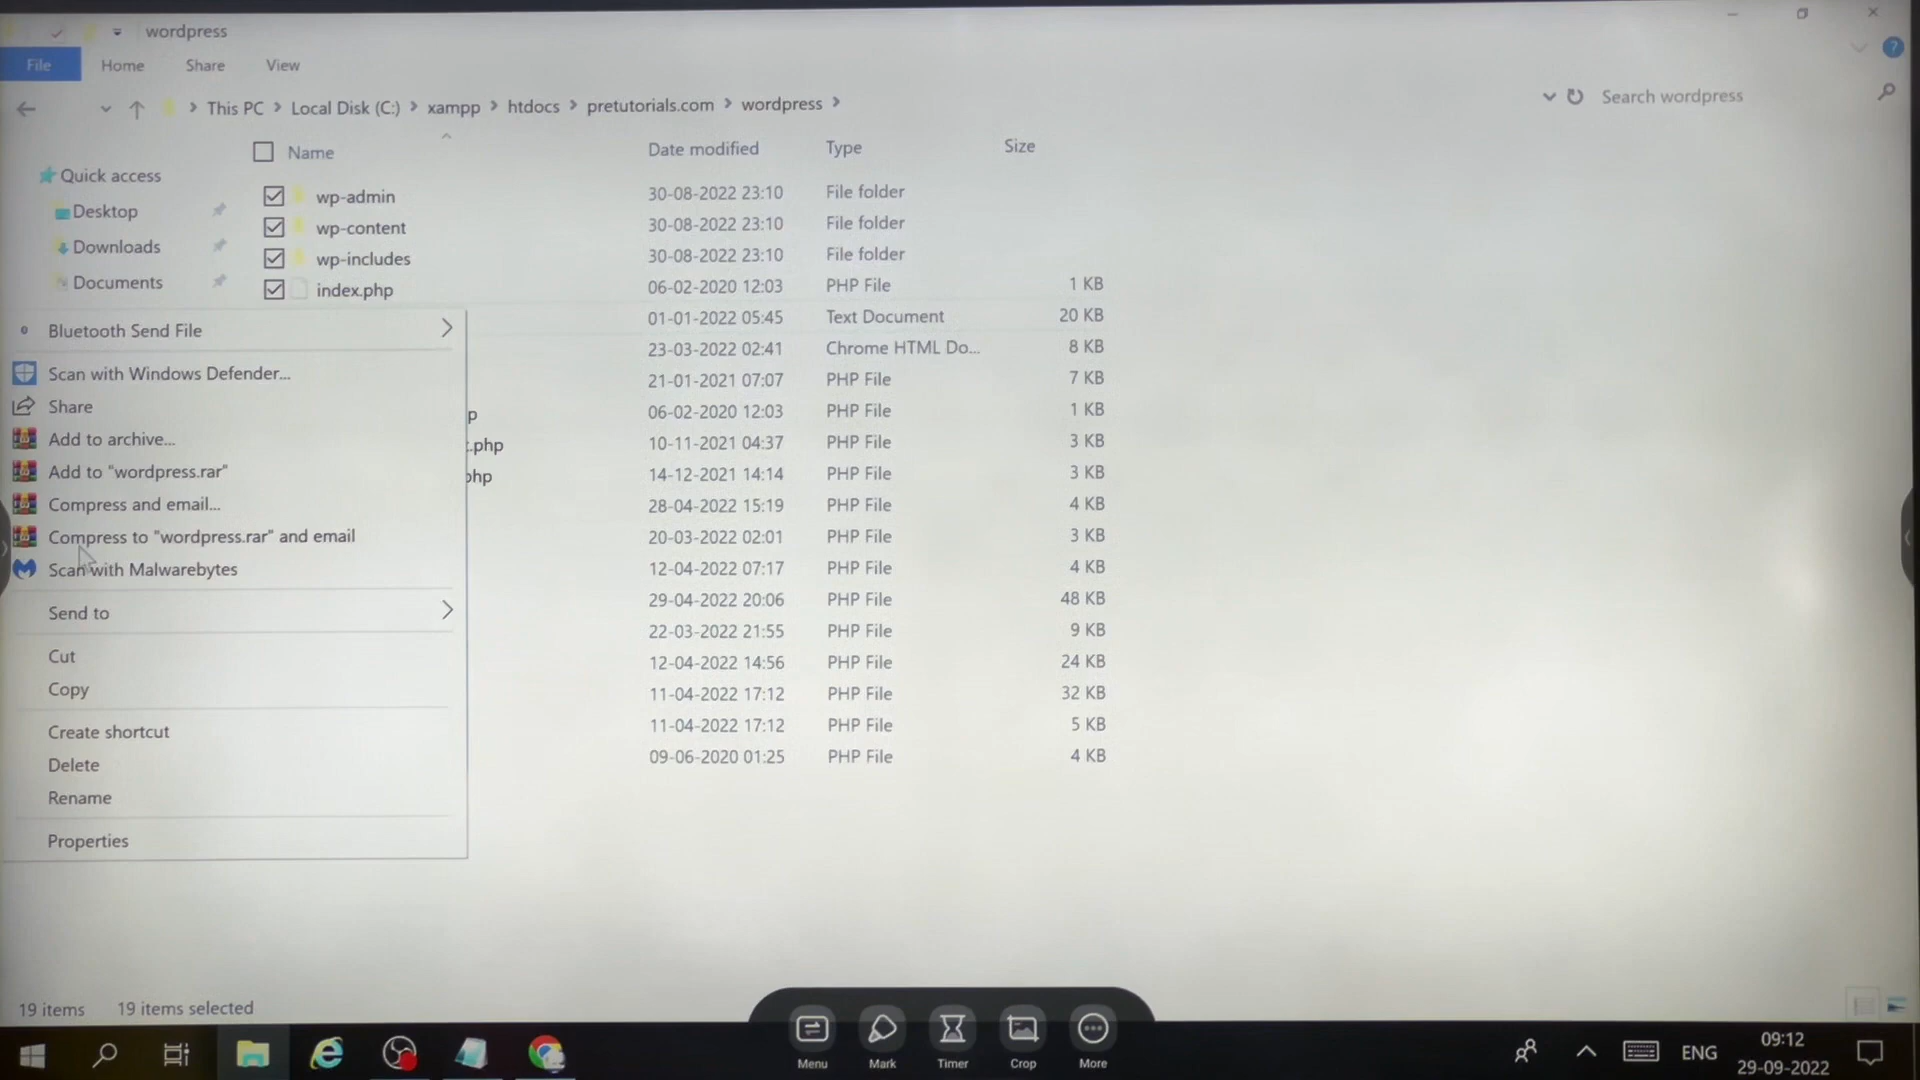 wordpress
File Home Share View
This PC > Local Disk (C:) > xampp > htdocs > pretutorials.com > wordpress >
Search wordpress
Name Date modified Type Size
Quick access
Desktop
Downloads
Documents
wp-admin 30-08-2022 23:10 File folder
wp-content 30-08-2022 23:10 File folder
wp-includes 30-08-2022 23:10 File folder
index.php 06-02-2020 12:03 PHP File 1 KB
01-01-2022 05:45 Text Document 20 KB
23-03-2022 02:41 Chrome HTML Do... 8 KB
21-01-2021 07:07 PHP File 7 KB
p 06-02-2020 12:03 PHP File 1 KB
.php 10-11-2021 04:37 PHP File 3 KB
php 14-12-2021 14:14 PHP File 3 KB
28-04-2022 15:19 PHP File 4 KB
20-03-2022 02:01 PHP File 3 KB
12-04-2022 07:17 PHP File 4 KB
29-04-2022 20:06 PHP File 48 KB
22-03-2022 21:55 PHP File 9 KB
12-04-2022 14:56 PHP File 24 KB
11-04-2022 17:12 PHP File 32 KB
11-04-2022 17:12 PHP File 5 KB
09-06-2020 01:25 PHP File 4 KB
Bluetooth Send File
Scan with Windows Defender...
Share
Add to archive...
Add to "wordpress.rar"
Compress and email...
Compress to "wordpress.rar" and email
Scan with Malwarebytes
Send to
Cut
Copy
Create shortcut
Delete
Rename
Properties
19 items 19 items selected
Menu Mark Timer Crop More
ENG
09:12
29-09-2022